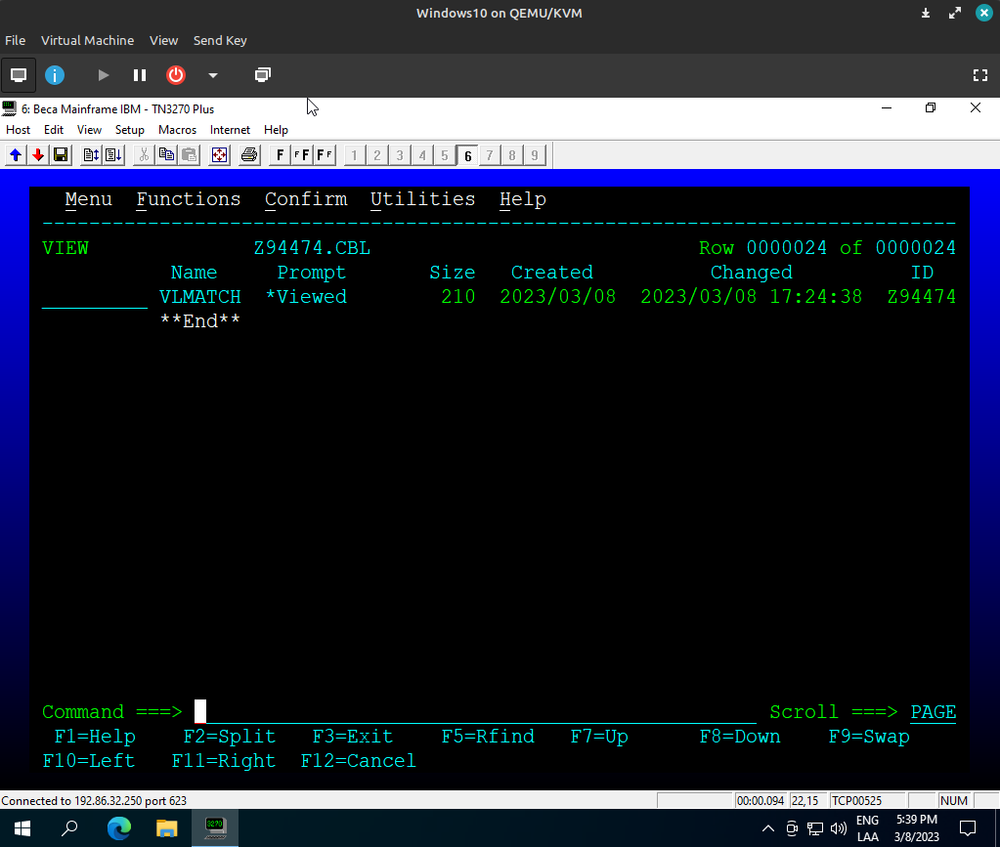 Windows10 on QEMU/KVM
File Virtual Machine View Send Key
6: Beca Mainframe IBM - TN3270 Plus
Host Edit View Setup Macros Internet Help
F F F F F 1 2 3 4 5 6 7 8 9
Menu Functions Confirm Utilities Help
-------------------------------------------------------------------------------
VIEW Z94474.CBL Row 0000024 of 0000024
Name Prompt Size Created Changed ID
_________ VLMATCH *Viewed 210 2023/03/08 2023/03/08 17:24:38 Z94474
**End**
Command ===> Scroll ===> PAGE
F1=Help F2=Split F3=Exit F5=Rfind F7=Up F8=Down F9=Swap
F10=Left F11=Right F12=Cancel
Connected to 192.86.32.250 port 623 00:00.094 22,15 TCP00525 NUM
3270 ENG 5:39 PM
LAA 3/8/2023